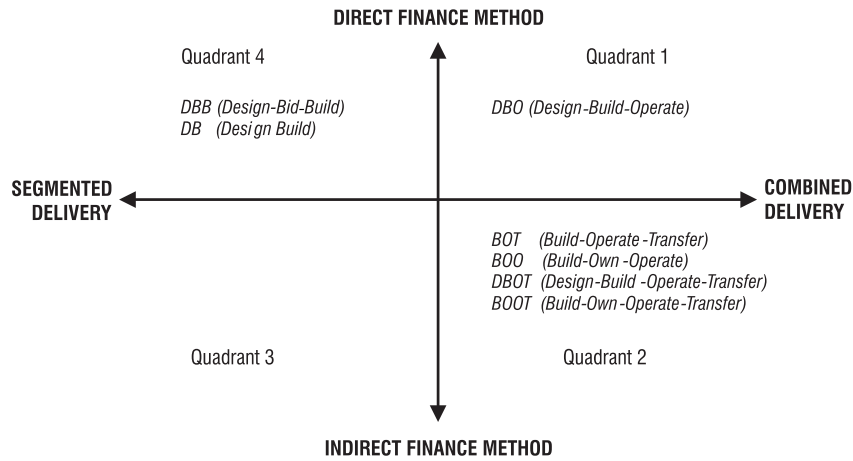 DIRECT FINANCE METHOD
Quadrant 4
Quadrant 1
DBB (Design-Bid-Build)
DB (Design Build)
DBO (Design-Build-Operate)
SEGMENTED
DELIVERY
COMBINED
DELIVERY
BOT (Build-Operate-Transfer)
BOO (Build-Own-Operate)
DBOT (Design-Build-Operate-Transfer)
BOOT (Build-Own-Operate-Transfer)
Quadrant 3
Quadrant 2
INDIRECT FINANCE METHOD